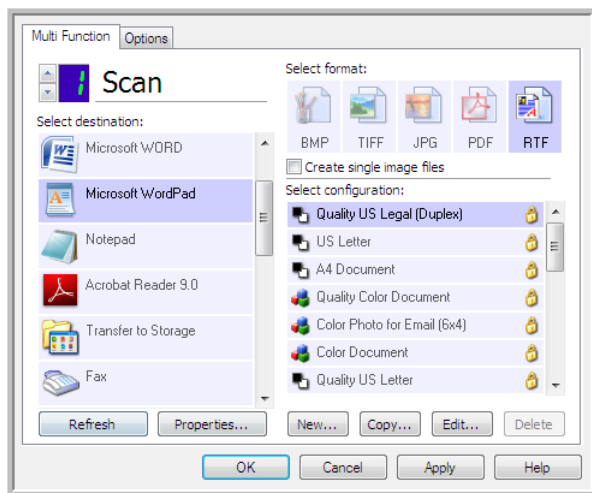 Multi Function
Options
1 Scan
Select destination:
Microsoft WORD
Microsoft WordPad
Notepad
Acrobat Reader 9.0
Transfer to Storage
Fax
Refresh
Properties...
Select format:
BMP TIFF JPG PDF RTF
Create single image files
Select configuration:
Quality US Legal (Duplex)
US Letter
A4 Document
Quality Color Document
Color Photo for Email (6x4)
Color Document
Quality US Letter
New... Copy... Edit... Delete
OK Cancel Apply Help